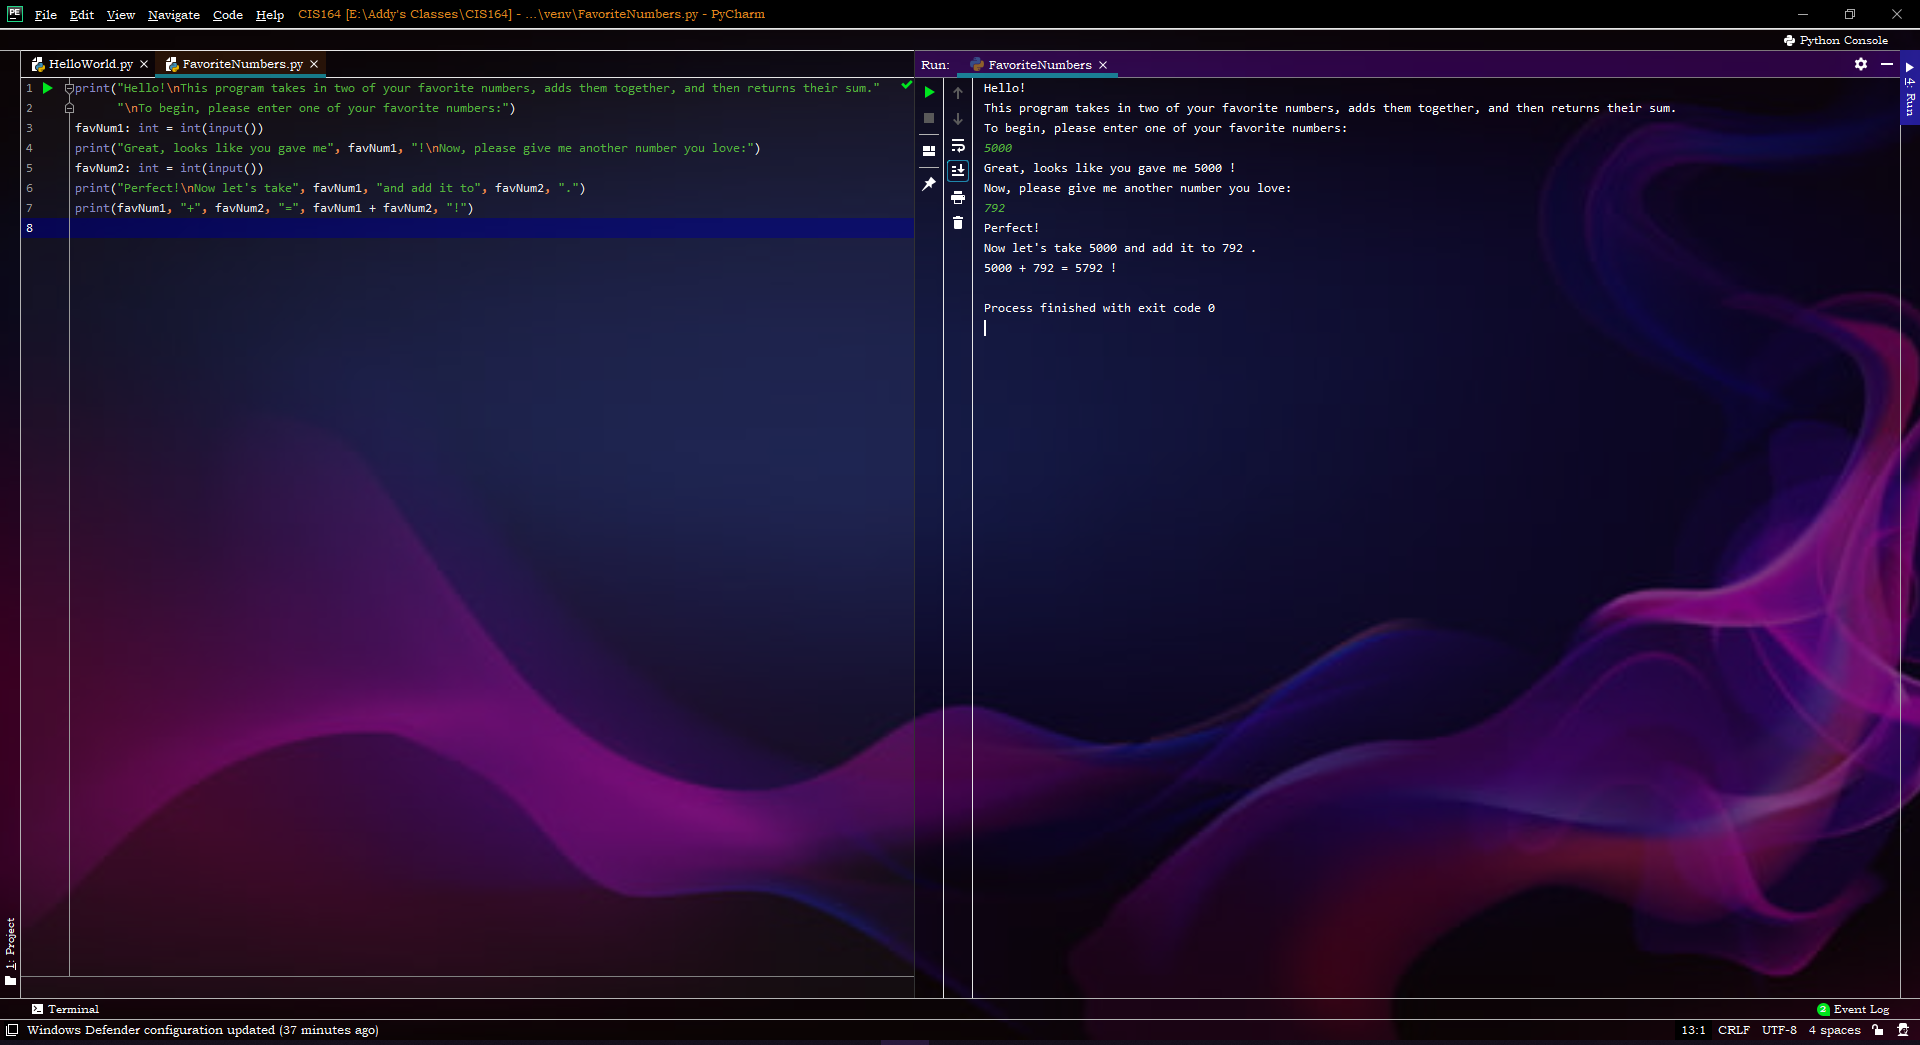 PE File Edit View Navigate Code Help CIS164 [E:\Addy's Classes\CIS164] - ...\venv\FavoriteNumbers.py - PyCharm
Python Console
HelloWorld.py FavoriteNumbers.py
1 print("Hello!\nThis program takes in two of your favorite numbers, adds them together, and then returns their sum."
2 "\nTo begin, please enter one of your favorite numbers:")
3 favNum1: int = int(input())
4 print("Great, looks like you gave me", favNum1, "!\nNow, please give me another number you love:")
5 favNum2: int = int(input())
6 print("Perfect!\nNow let's take", favNum1, "and add it to", favNum2, ".")
7 print(favNum1, "+", favNum2, "=", favNum1 + favNum2, "!")
8
Run: FavoriteNumbers
Hello!
This program takes in two of your favorite numbers, adds them together, and then returns their sum.
To begin, please enter one of your favorite numbers:
5000
Great, looks like you gave me 5000 !
Now, please give me another number you love:
792
Perfect!
Now let's take 5000 and add it to 792 .
5000 + 792 = 5792 !
Process finished with exit code 0
4: Run
1: Project
Terminal
2 Event Log
Windows Defender configuration updated (37 minutes ago)
13:1 CRLF UTF-8 4 spaces